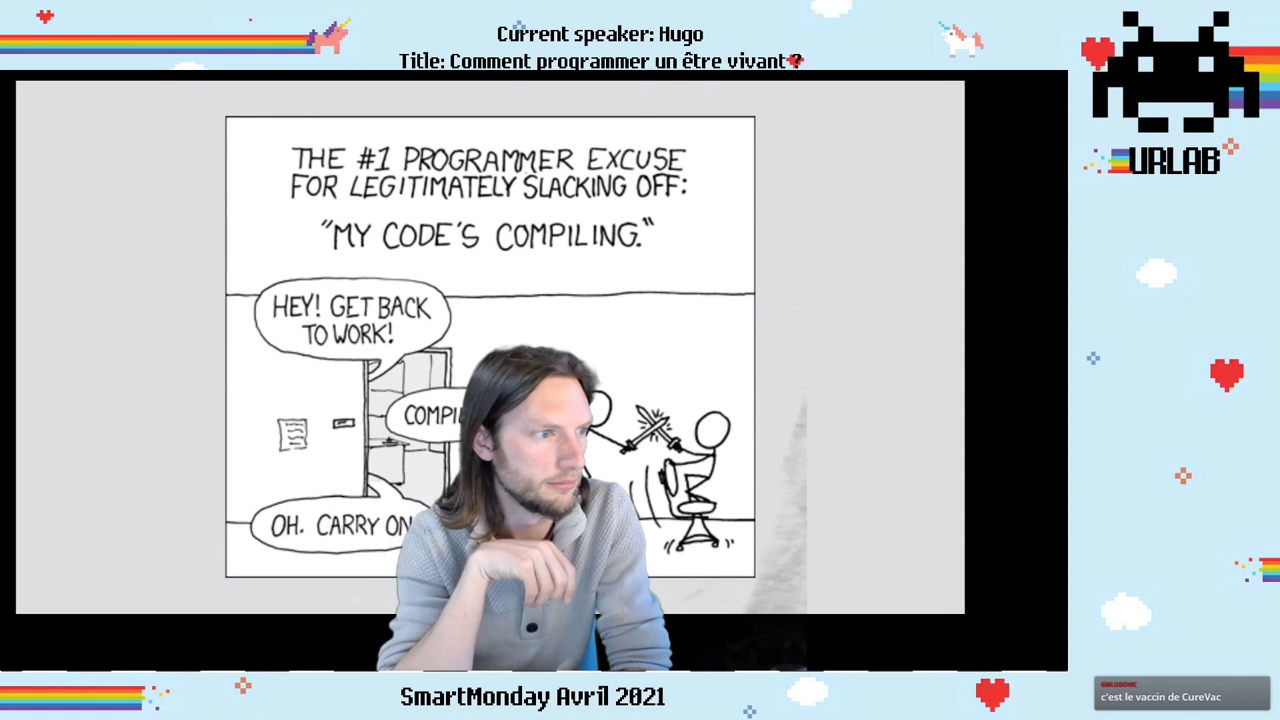 Current speaker: Hugo
Title: Comment programmer un être vivant ?
URLAB
THE #1 PROGRAMMER EXCUSE
FOR LEGITIMATELY SLACKING OFF:
"MY CODE'S COMPILING."
HEY! GET BACK
TO WORK!
OH. CARRY ON
SmartMonday Avril 2021
GMLUDOVIC
c'est le vaccin de CureVac